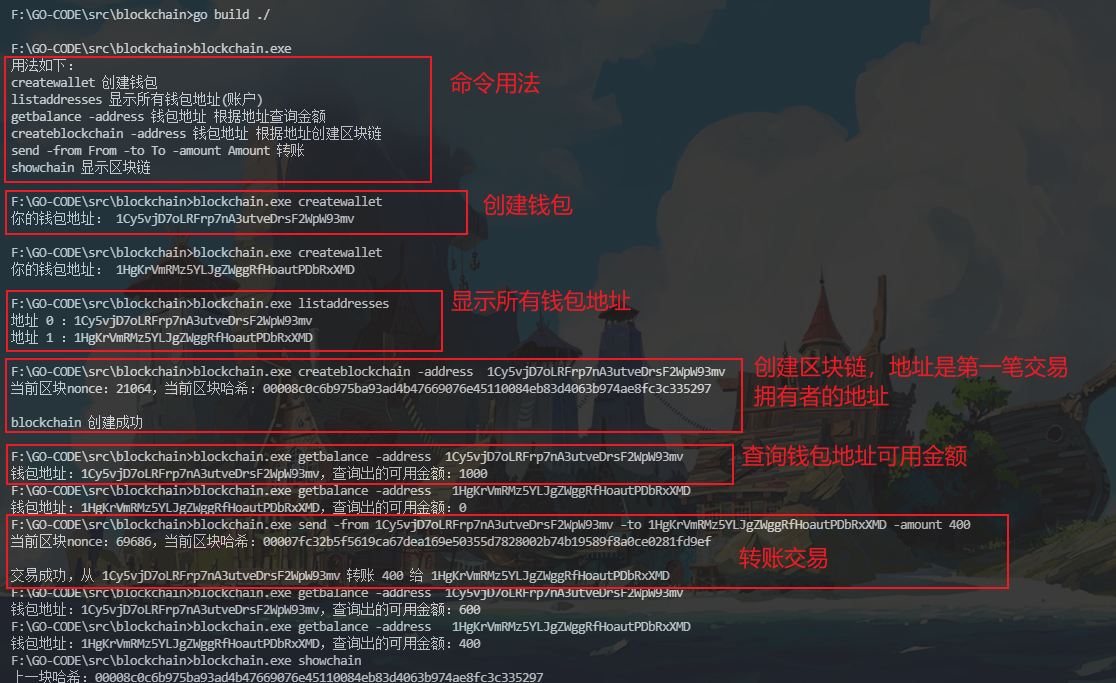 F:\GO-CODE\src\blockchain>go build ./
F:\GO-CODE\src\blockchain>blockchain.exe
用法如下:
createwallet 创建钱包
listaddresses 显示所有钱包地址(账户)
getbalance -address 钱包地址 根据地址查询金额
createblockchain -address 钱包地址 根据地址创建区块链
send -from From -to To -amount Amount 转账
showchain 显示区块链
命令用法
F:\GO-CODE\src\blockchain>blockchain.exe createwallet
你的钱包地址: 1Cy5vjD7oLRFrp7nA3utveDrsF2WpW93mv
创建钱包
F:\GO-CODE\src\blockchain>blockchain.exe createwallet
你的钱包地址: 1HgKrVmRMz5YLJgZWggRfHoautPDbRxXMD
F:\GO-CODE\src\blockchain>blockchain.exe listaddresses
地址 0 : 1Cy5vjD7oLRFrp7nA3utveDrsF2WpW93mv
地址 1 : 1HgKrVmRMz5YLJgZWggRfHoautPDbRxXMD
显示所有钱包地址
F:\GO-CODE\src\blockchain>blockchain.exe createblockchain -address  1Cy5vjD7oLRFrp7nA3utveDrsF2WpW93mv
当前区块nonce: 21064, 当前区块哈希: 00008c0c6b975ba93ad4b47669076e45110084eb83d4063b974ae8fc3c335297
blockchain 创建成功
创建区块链，地址是第一笔交易
拥有者的地址
F:\GO-CODE\src\blockchain>blockchain.exe getbalance -address  1Cy5vjD7oLRFrp7nA3utveDrsF2WpW93mv
钱包地址: 1Cy5vjD7oLRFrp7nA3utveDrsF2WpW93mv, 查询出的可用金额: 1000
查询钱包地址可用金额
F:\GO-CODE\src\blockchain>blockchain.exe getbalance -address   1HgKrVmRMz5YLJgZWggRfHoautPDbRxXMD
钱包地址: 1HgKrVmRMz5YLJgZWggRfHoautPDbRxXMD, 查询出的可用金额: 0
F:\GO-CODE\src\blockchain>blockchain.exe send -from 1Cy5vjD7oLRFrp7nA3utveDrsF2WpW93mv -to 1HgKrVmRMz5YLJgZWggRfHoautPDbRxXMD -amount 400
当前区块nonce: 69686, 当前区块哈希: 00007fc32b5f5619ca67dea169e50355d7828002b74b19589f8a0ce0281fd9ef
交易成功, 从 1Cy5vjD7oLRFrp7nA3utveDrsF2WpW93mv 转账 400 给 1HgKrVmRMz5YLJgZWggRfHoautPDbRxXMD
转账交易
F:\GO-CODE\src\blockchain>blockchain.exe getbalance -address  1Cy5vjD7oLRFrp7nA3utveDrsF2WpW93mv
钱包地址: 1Cy5vjD7oLRFrp7nA3utveDrsF2WpW93mv, 查询出的可用金额: 600
F:\GO-CODE\src\blockchain>blockchain.exe getbalance -address   1HgKrVmRMz5YLJgZWggRfHoautPDbRxXMD
钱包地址: 1HgKrVmRMz5YLJgZWggRfHoautPDbRxXMD, 查询出的可用金额: 400
F:\GO-CODE\src\blockchain>blockchain.exe showchain
上一块哈希: 00008c0c6b975ba93ad4b47669076e45110084eb83d4063b974ae8fc3c335297